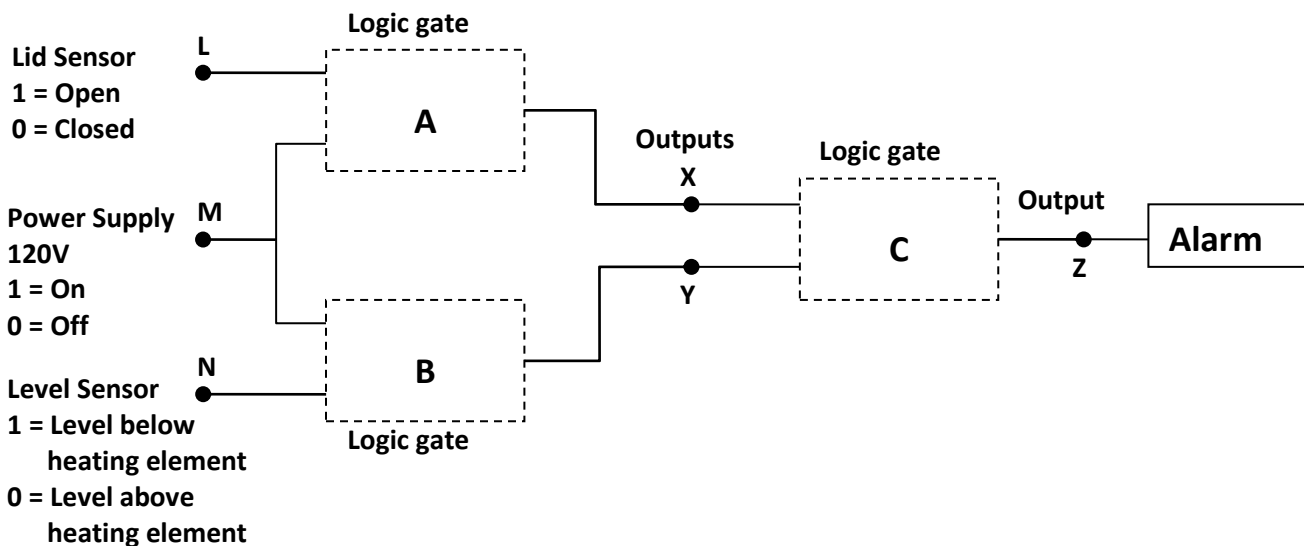 Logic gate
L
Lid Sensor
1 = Open
0 = Closed
A
Outputs
X
Logic gate
Power Supply
M
120V
1 = On
0 = Off
C
Output
Z
Alarm
Y
N
B
Level Sensor
1 = Level below
heating element
0 = Level above
heating element
Logic gate